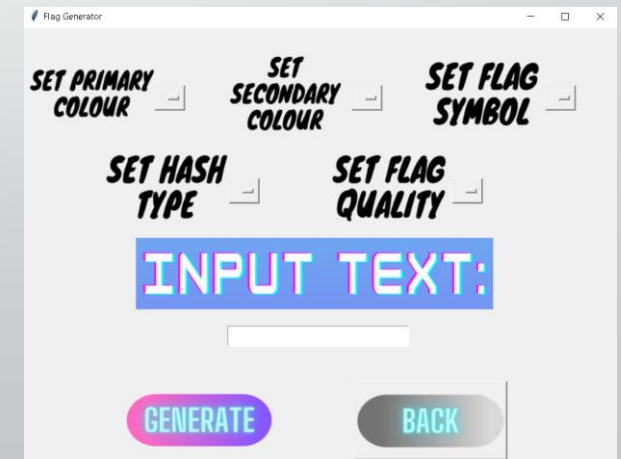 Flag Generator
SET PRIMARY
COLOUR
SET
SECONDARY
COLOUR
SET FLAG
SYMBOL
SET HASH
TYPE
SET FLAG
QUALITY
INPUT TEXT:
GENERATE
BACK